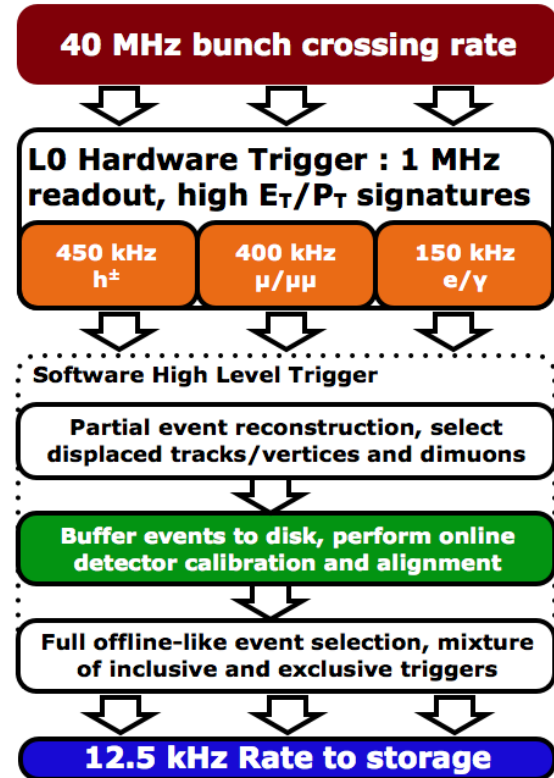 40 MHz bunch crossing rate
L0 Hardware Trigger : 1 MHz
readout, high E_T/P_T signatures
450 kHz
h±
400 kHz
μ/μμ
150 kHz
e/γ
Software High Level Trigger
Partial event reconstruction, select
displaced tracks/vertices and dimuons
Buffer events to disk, perform online
detector calibration and alignment
Full offline-like event selection, mixture
of inclusive and exclusive triggers
12.5 kHz Rate to storage